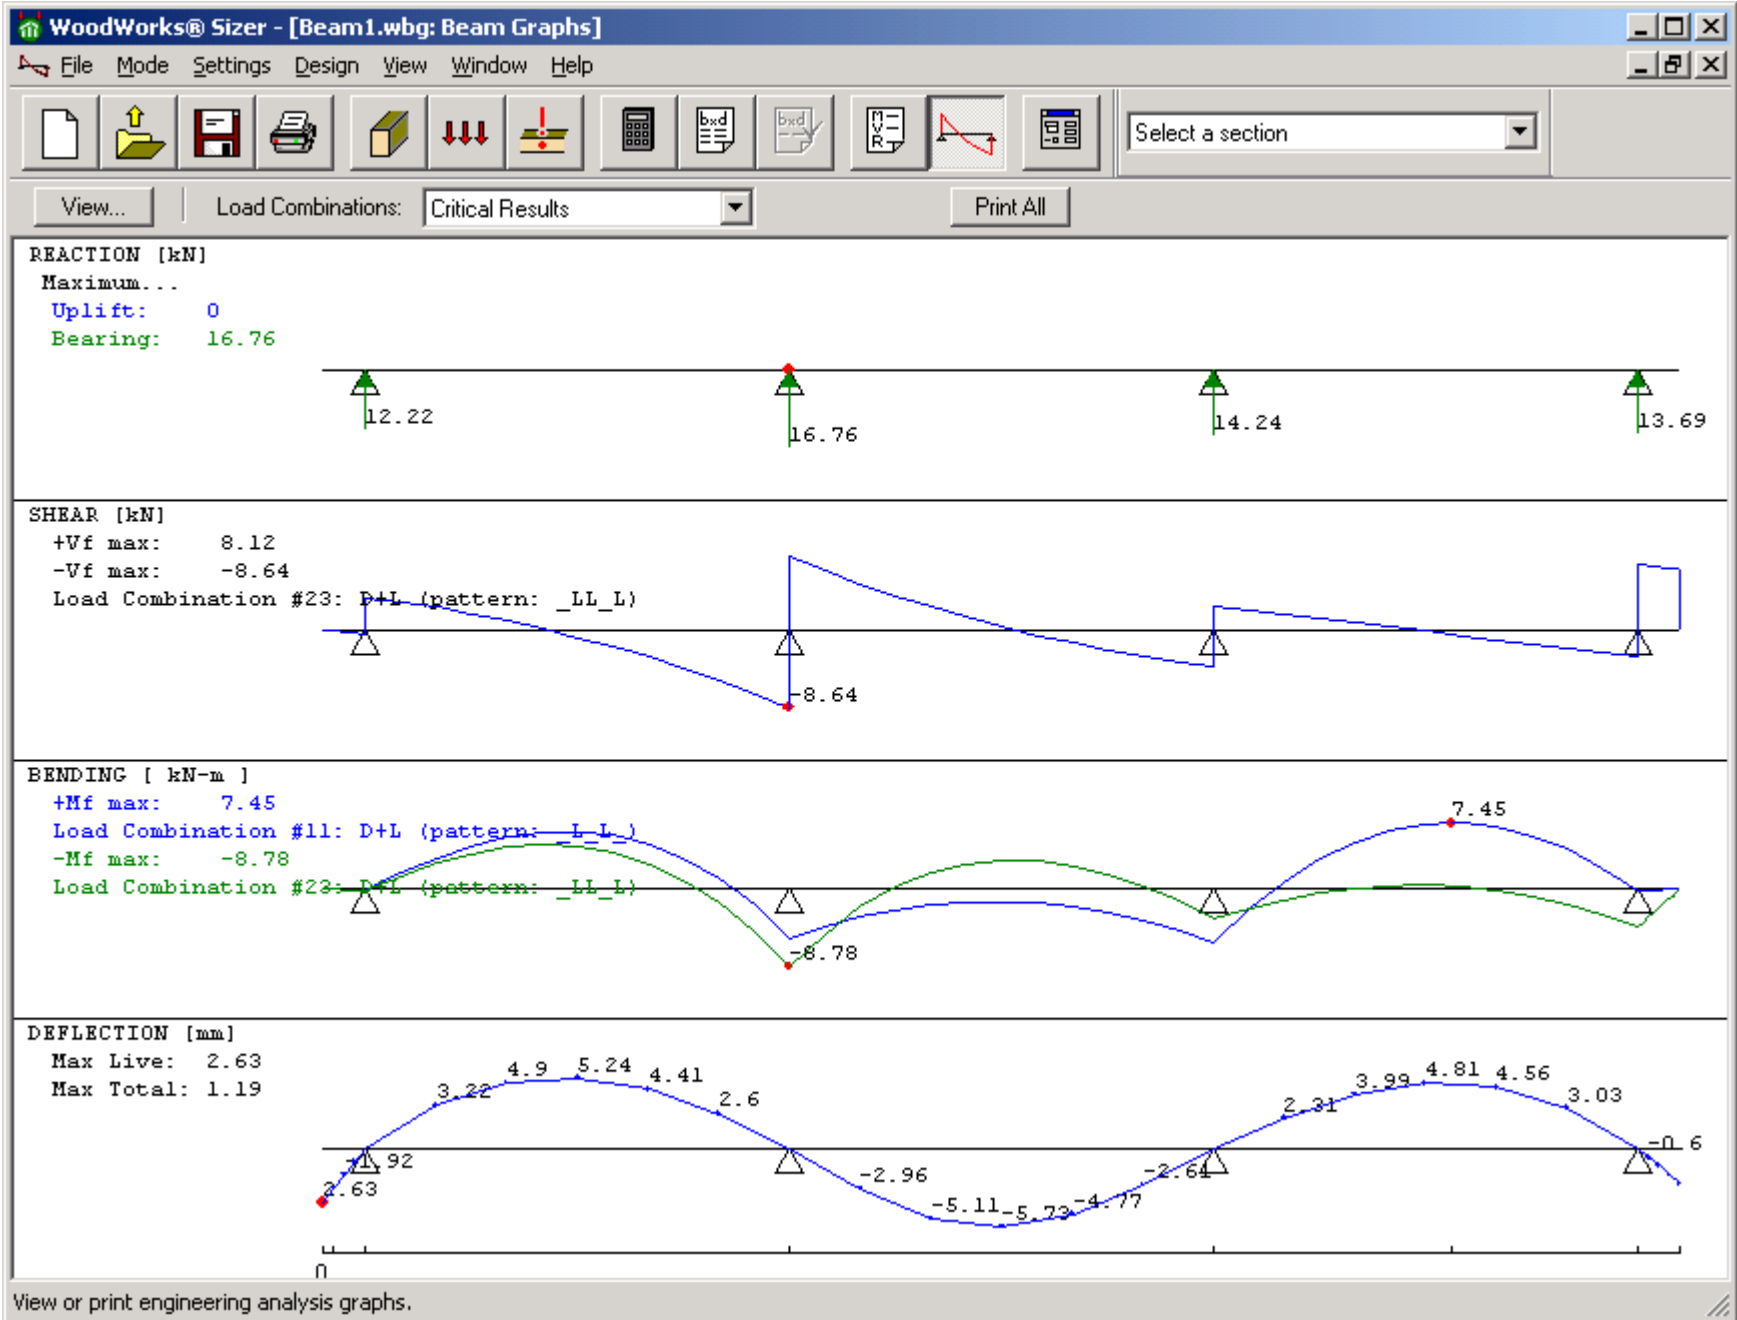 WoodWorks® Sizer - [Beam1.wbg: Beam Graphs]
File Mode Settings Design View Window Help
bxd bxd M V R Select a section
View... Load Combinations: Critical Results Print All
REACTION [kN]
Maximum...
Uplift: 0
Bearing: 16.76
12.22 16.76 14.24 13.69
SHEAR [kN]
+Vf max: 8.12
-Vf max: -8.64
Load Combination #23: D+L (pattern: _LL_L)
-8.64
BENDING [ kN-m ]
+Mf max: 7.45
Load Combination #11: D+L (pattern: _L_L_)
-Mf max: -8.78
Load Combination #23: D+L (pattern: _LL_L)
7.45
-8.78
DEFLECTION [mm]
Max Live: 2.63
Max Total: 1.19
2.63 -1.92 3.22 4.9 5.24 4.41 2.6 -2.96 -5.11 -5.73 -4.77 -2.64 2.31 3.99 4.81 4.56 3.03 -0.6
0
View or print engineering analysis graphs.